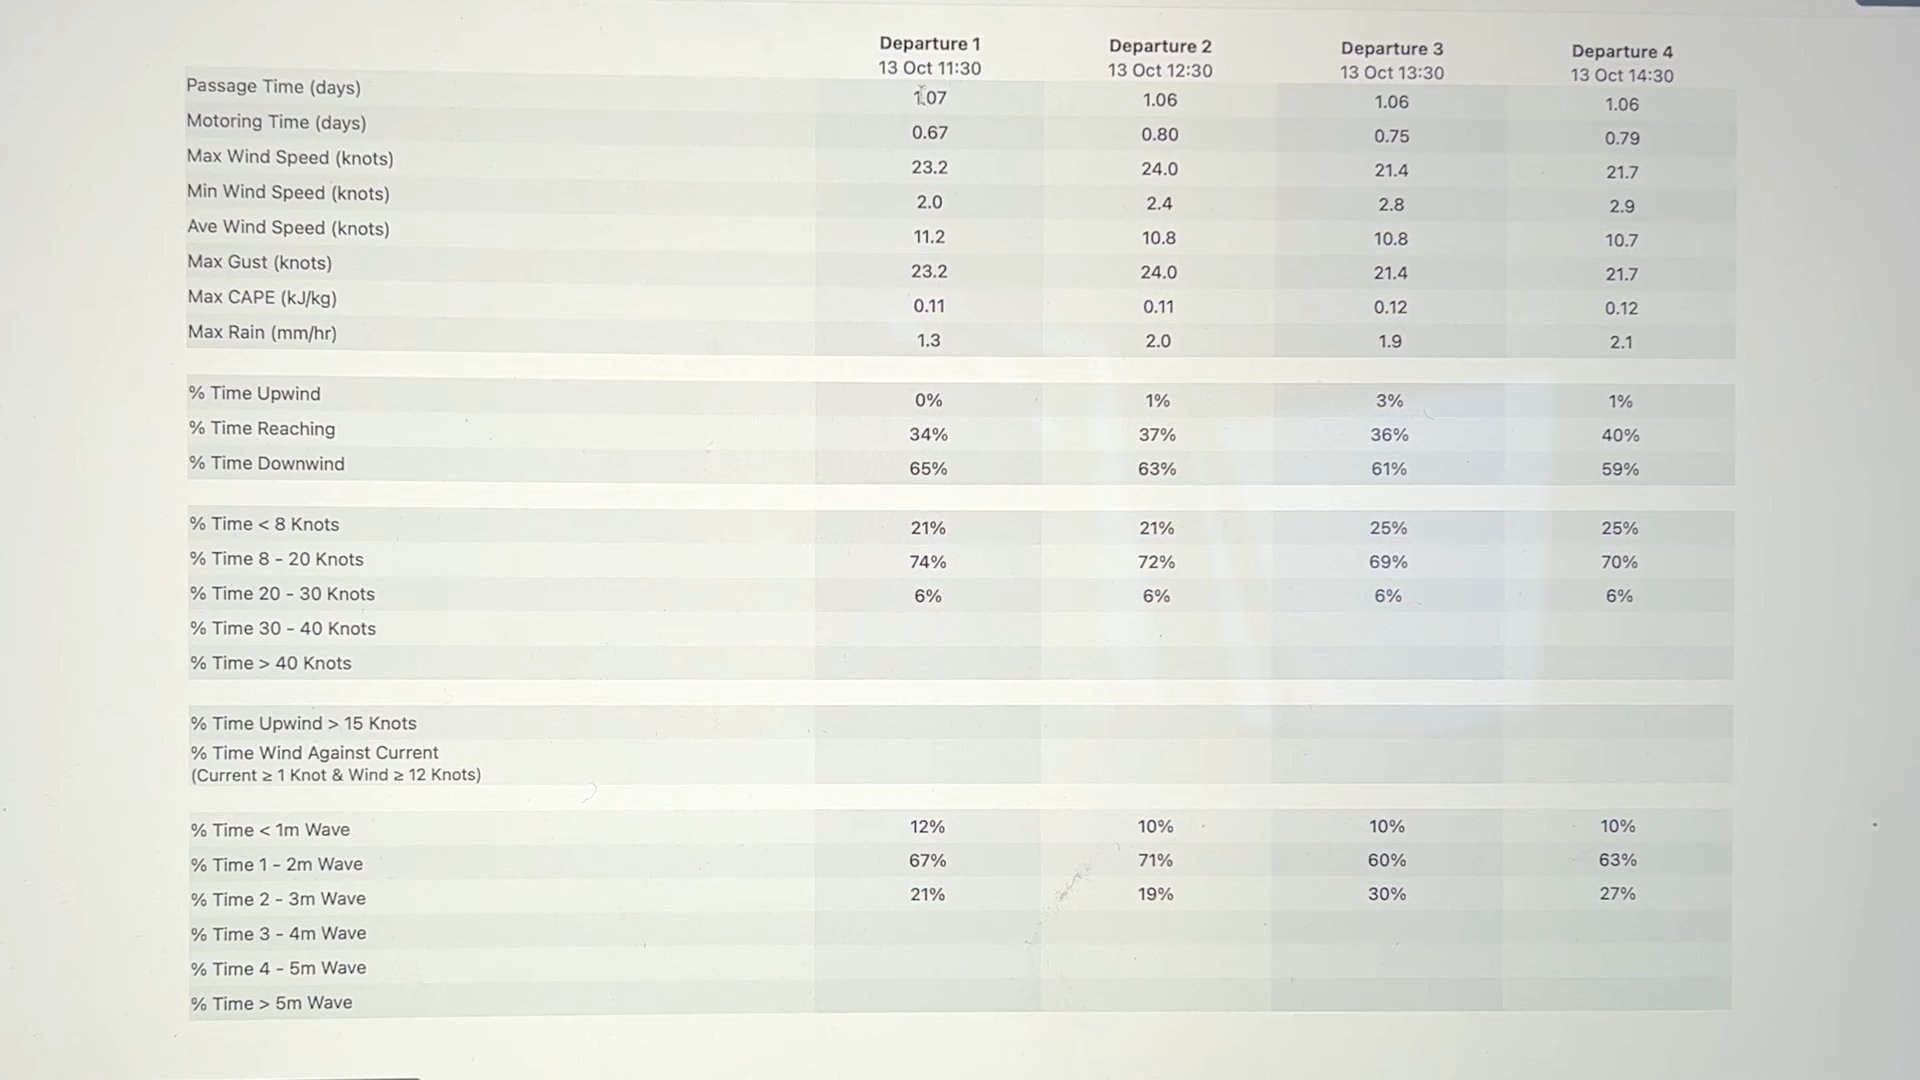 Departure 1 Departure 2 Departure 3 Departure 4
13 Oct 11:30 13 Oct 12:30 13 Oct 13:30 13 Oct 14:30
Passage Time (days) 1.07 1.06 1.06 1.06
Motoring Time (days) 0.67 0.80 0.75 0.79
Max Wind Speed (knots) 23.2 24.0 21.4 21.7
Min Wind Speed (knots) 2.0 2.4 2.8 2.9
Ave Wind Speed (knots) 11.2 10.8 10.8 10.7
Max Gust (knots) 23.2 24.0 21.4 21.7
Max CAPE (kJ/kg) 0.11 0.11 0.12 0.12
Max Rain (mm/hr) 1.3 2.0 1.9 2.1
% Time Upwind 0% 1% 3% 1%
% Time Reaching 34% 37% 36% 40%
% Time Downwind 65% 63% 61% 59%
% Time < 8 Knots 21% 21% 25% 25%
% Time 8 - 20 Knots 74% 72% 69% 70%
% Time 20 - 30 Knots 6% 6% 6% 6%
% Time 30 - 40 Knots
% Time > 40 Knots
% Time Upwind > 15 Knots
% Time Wind Against Current
(Current ≥ 1 Knot & Wind ≥ 12 Knots)
% Time < 1m Wave 12% 10% 10% 10%
% Time 1 - 2m Wave 67% 71% 60% 63%
% Time 2 - 3m Wave 21% 19% 30% 27%
% Time 3 - 4m Wave
% Time 4 - 5m Wave
% Time > 5m Wave